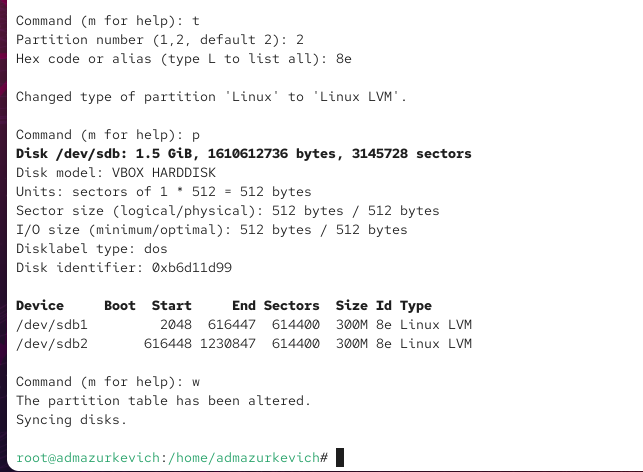 Command (m for help): t
Partition number (1,2, default 2): 2
Hex code or alias (type L to list all): 8e
Changed type of partition 'Linux' to 'Linux LVM'.
Command (m for help): p
Disk /dev/sdb: 1.5 GiB, 1610612736 bytes, 3145728 sectors
Disk model: VBOX HARDDISK
Units: sectors of 1 * 512 = 512 bytes
Sector size (logical/physical): 512 bytes / 512 bytes
I/O size (minimum/optimal): 512 bytes / 512 bytes
Disklabel type: dos
Disk identifier: 0xb6d11d99
Device     Boot  Start     End Sectors  Size Id Type
/dev/sdb1         2048  616447  614400  300M 8e Linux LVM
/dev/sdb2       616448 1230847  614400  300M 8e Linux LVM
Command (m for help): w
The partition table has been altered.
Syncing disks.
root@admazurkevich:/home/admazurkevich#